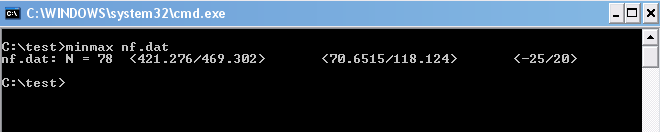 C:\WINDOWS\system32\cmd.exe
C:\test>minmax nf.dat
nf.dat: N = 78 <421.276/469.302> <70.6515/118.124> <-25/20>
C:\test>